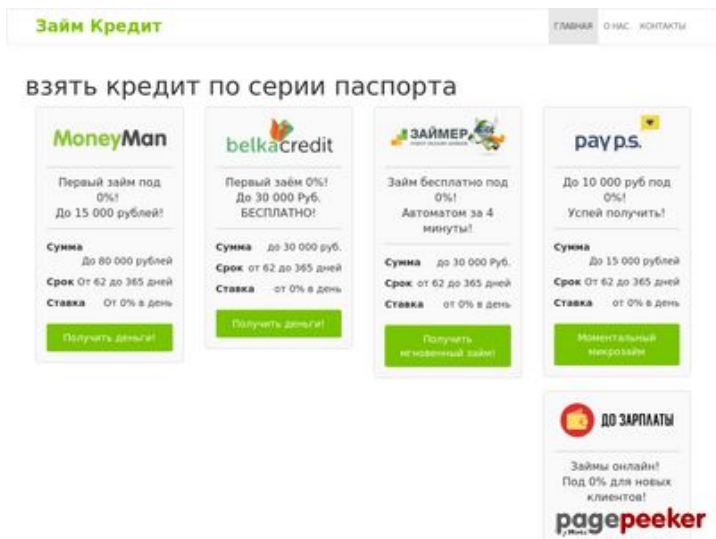 Займ Кредит
ГЛАВНАЯ О НАС. КОНТАКТЫ
взять кредит по серии паспорта
MoneyMan
Первый займ под
0%!
До 15 000 рублей!
Сумма
До 80 000 рублей
Срок От 62 до 365 дней
Ставка От 0% в день
Получить деньги!
belkacredit
Первый заём 0%!
До 30 000 Руб.
БЕСПЛАТНО!
Сумма до 30 000 руб.
Срок от 62 до 365 дней
Ставка от 0% в день
Получить деньги!
ЗАЙМЕР
Займ бесплатно под
0%!
Автоматом за 4
минуты!
Сумма до 30 000 Руб.
Срок от 62 до 365 дней
Ставка от 0% в день
Получить
мгновенный займ!
pay p.s.
До 10 000 руб под
0%!
Успей получить!
Сумма
До 15 000 рублей
Срок От 62 до 365 дней
Ставка от 0% в день
Моментальный
микрозайм
ДО ЗАРПЛАТЫ
Займы онлайн!
Под 0% для новых
клиентов!
pagepeeker